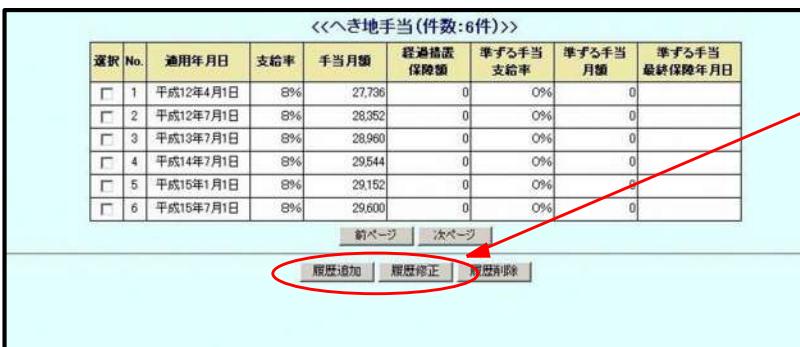 <<へき地手当(件数:6件)>>
選択 No. 適用年月日 支給率 手当月額 経過措置保障額 準ずる手当支給率 準ずる手当月額 準ずる手当最終保障年月日
1 平成12年4月1日 8% 27,736 0 0% 0
2 平成12年7月1日 8% 28,352 0 0% 0
3 平成13年7月1日 8% 28,960 0 0% 0
4 平成14年7月1日 8% 29,544 0 0% 0
5 平成15年1月1日 8% 29,152 0 0% 0
6 平成15年7月1日 8% 29,600 0 0% 0
前ページ 次ページ
履歴追加 履歴修正 履歴削除